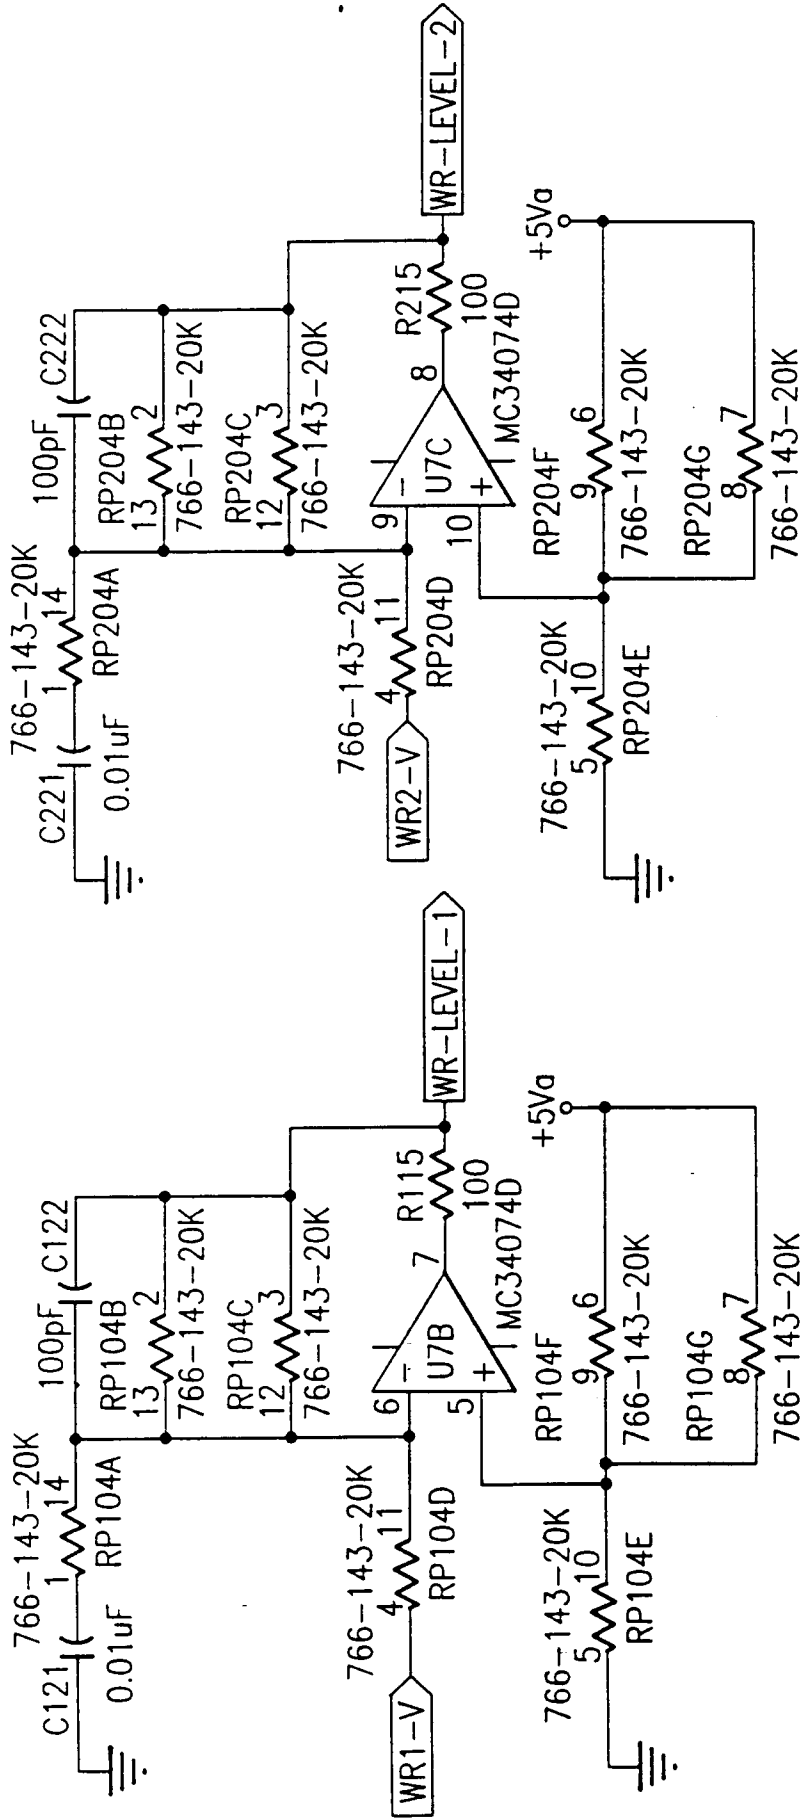 766-143-20K
C121
1
14
0.01uF
RP104A
100pF
C122
RP104B
13
2
766-143-20K
RP104C
12
3
766-143-20K
766-143-20K
WR1-V
4
11
RP104D
6
5
U7B
-
+
7
R115
100
MC34074D
WR-LEVEL-1
766-143-20K
5
10
RP104E
RP104F
9
6
766-143-20K
RP104G
8
7
766-143-20K
+5Va
766-143-20K
C221
1
14
0.01uF
RP204A
100pF
C222
RP204B
13
2
766-143-20K
RP204C
12
3
766-143-20K
766-143-20K
WR2-V
4
11
RP204D
9
10
U7C
-
+
8
R215
100
MC34074D
WR-LEVEL-2
766-143-20K
5
10
RP204E
RP204F
9
6
766-143-20K
RP204G
8
7
766-143-20K
+5Va